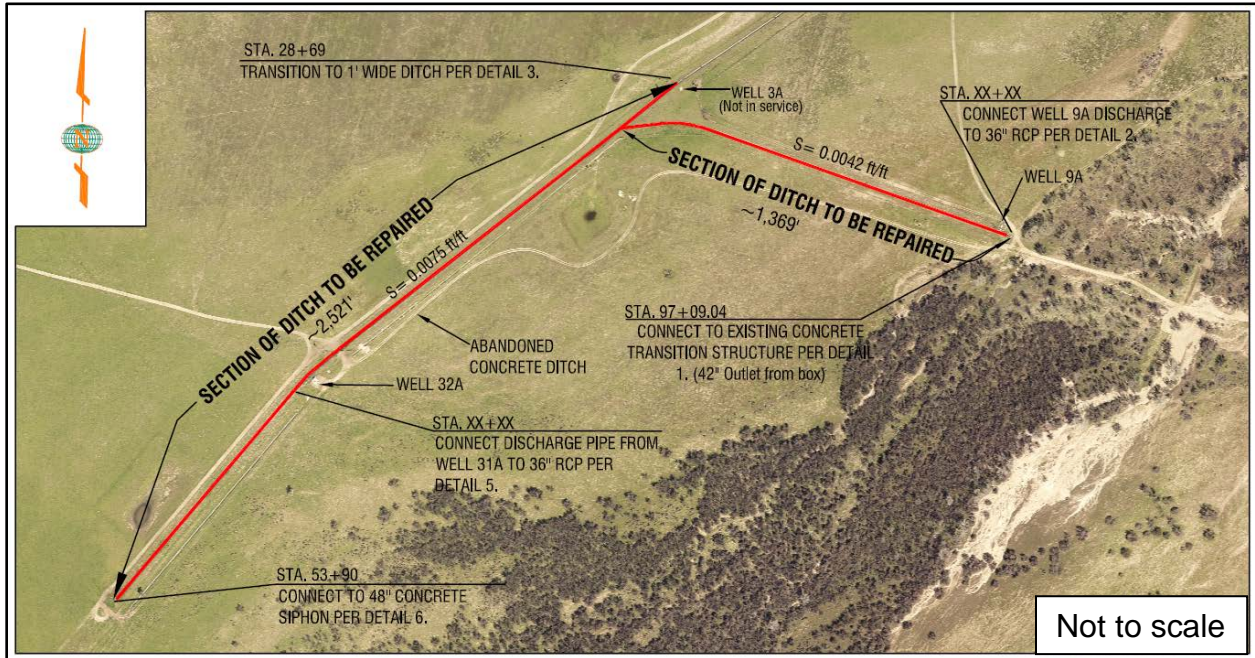 STA. 28+69
TRANSITION TO 1' WIDE DITCH PER DETAIL 3.
WELL 3A
(Not in service)
STA. XX+XX
CONNECT WELL 9A DISCHARGE
TO 36" RCP PER DETAIL 2.
WELL 9A
N
S= 0.0042 ft/ft
SECTION OF DITCH TO BE REPAIRED
~1,369'
SECTION OF DITCH TO BE REPAIRED
~2,521'
S= 0.0075 ft/ft
STA. 97+09.04
CONNECT TO EXISTING CONCRETE
TRANSITION STRUCTURE PER DETAIL
1. (42" Outlet from box)
ABANDONED
CONCRETE DITCH
WELL 32A
STA. XX+XX
CONNECT DISCHARGE PIPE FROM
WELL 31A TO 36" RCP PER
DETAIL 5.
STA. 53+90
CONNECT TO 48" CONCRETE
SIPHON PER DETAIL 6.
Not to scale